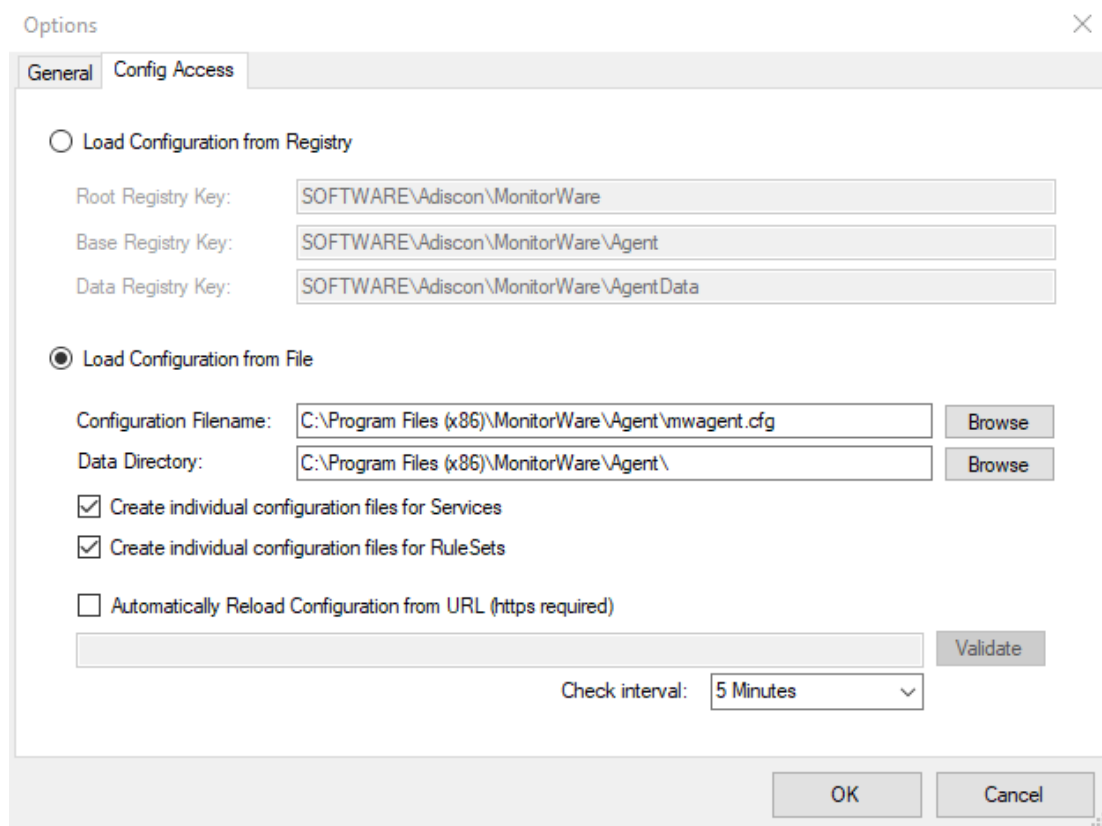 Options
General Config Access
Load Configuration from Registry
Root Registry Key: SOFTWARE\Adiscon\MonitorWare
Base Registry Key: SOFTWARE\Adiscon\MonitorWare\Agent
Data Registry Key: SOFTWARE\Adiscon\MonitorWare\AgentData
Load Configuration from File
Configuration Filename: C:\Program Files (x86)\MonitorWare\Agent\mwagent.cfg Browse
Data Directory: C:\Program Files (x86)\MonitorWare\Agent\ Browse
Create individual configuration files for Services
Create individual configuration files for RuleSets
Automatically Reload Configuration from URL (https required)
Validate
Check interval: 5 Minutes
OK Cancel